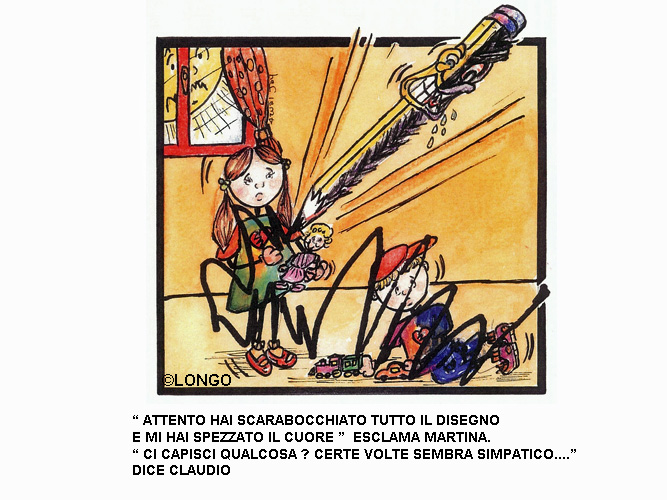 ©LONGO
“ ATTENTO HAI SCARABOCCHIATO TUTTO IL DISEGNO
E MI HAI SPEZZATO IL CUORE ”  ESCLAMA MARTINA.
“ CI CAPISCI QUALCOSA ? CERTE VOLTE SEMBRA SIMPATICO....”
DICE CLAUDIO